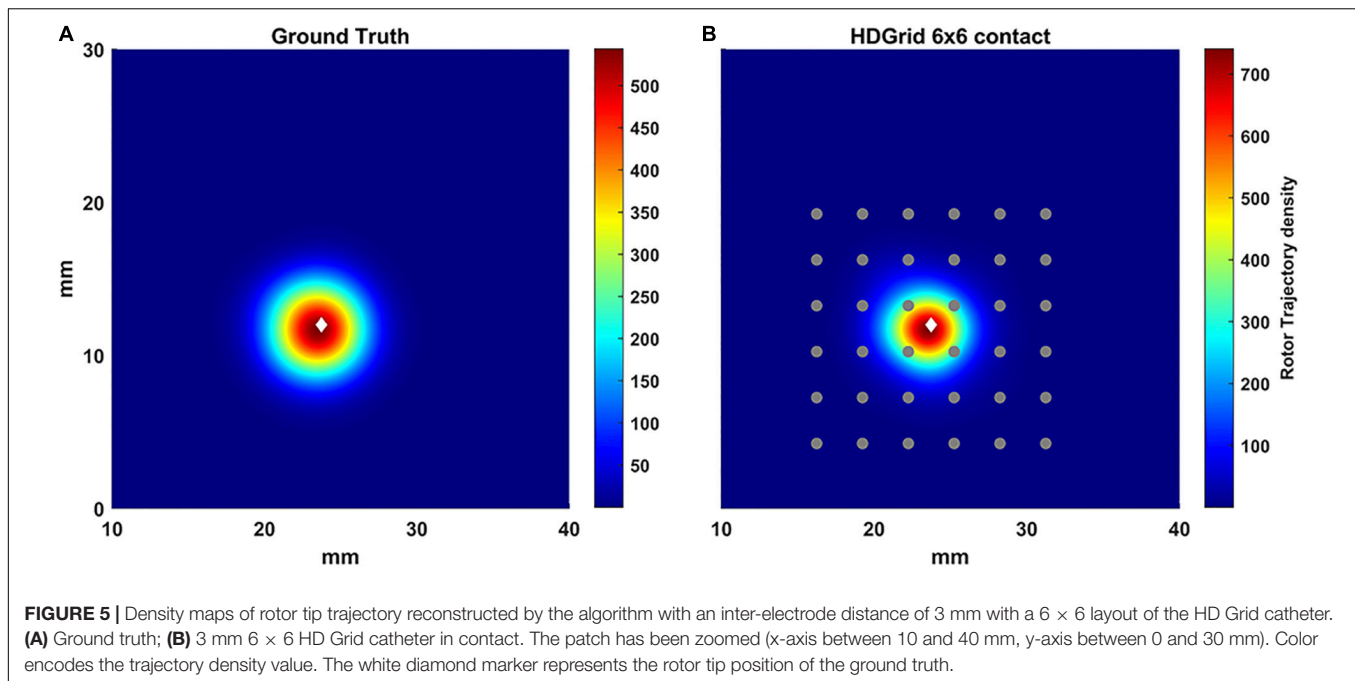 A
Ground Truth
30
20
10
0
mm
10
20
30
40
mm
500
450
400
350
300
250
200
150
100
50
B
HDGrid 6x6 contact
10
20
30
40
mm
700
600
500
400
300
200
100
Rotor Trajectory density
FIGURE 5 | Density maps of rotor tip trajectory reconstructed by the algorithm with an inter-electrode distance of 3 mm with a 6 × 6 layout of the HD Grid catheter.
(A) Ground truth; (B) 3 mm 6 × 6 HD Grid catheter in contact. The patch has been zoomed (x-axis between 10 and 40 mm, y-axis between 0 and 30 mm). Color
encodes the trajectory density value. The white diamond marker represents the rotor tip position of the ground truth.